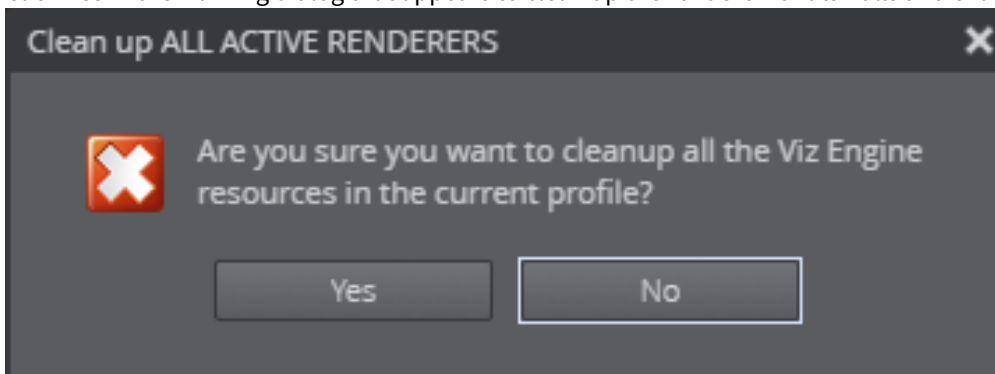 Clean up ALL ACTIVE RENDERERS
Are you sure you want to cleanup all the Viz Engine
resources in the current profile?
Yes
No